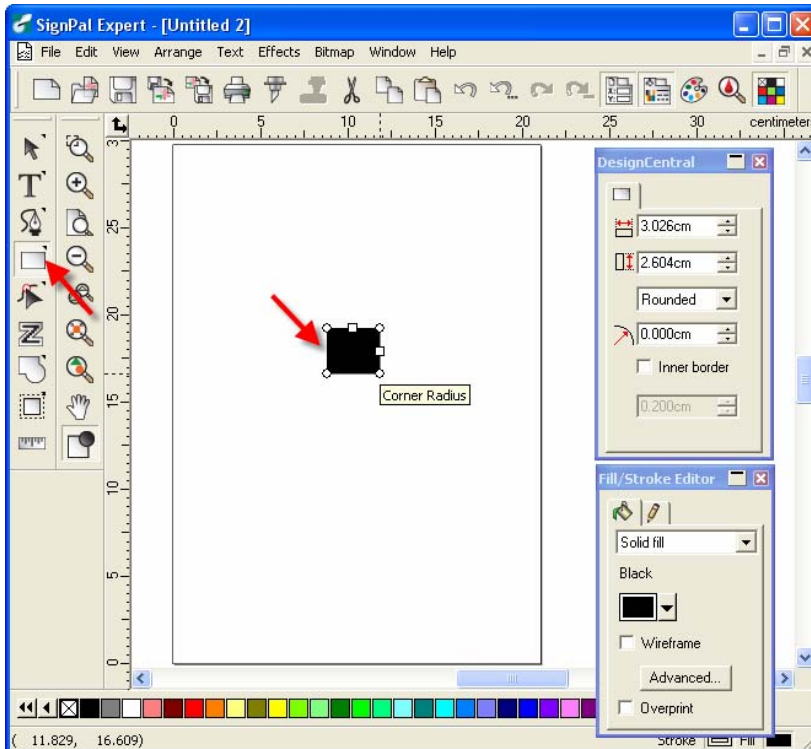 SignPal Expert - [Untitled 2]
File Edit View Arrange Text Effects Bitmap Window Help
0 5 10 15 20 25 30 centimeters
DesignCentral
3.026cm
2.604cm
Rounded
0.000cm
Inner border
0.200cm
25
20
15
10
5
0
Corner Radius
Fill/Stroke Editor
Solid fill
Black
Wireframe
Advanced...
Overprint
( 11.829, 16.609)
Stroke Fill